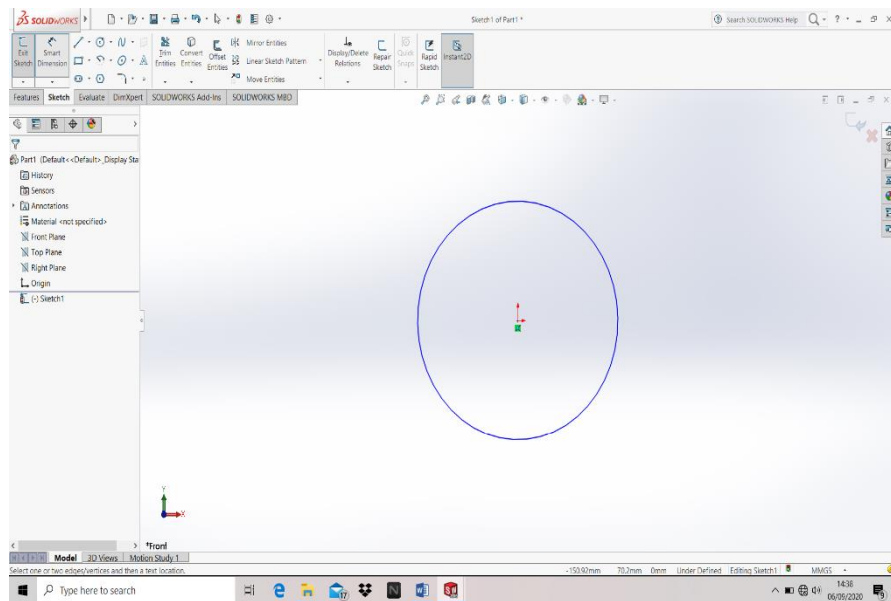 SOLIDWORKS
Sketch1 of Part1 *
Search SOLIDWORKS Help
Exit Sketch
Smart Dimension
Trim Entities
Convert Entities
Offset Entities
Mirror Entities
Linear Sketch Pattern
Move Entities
Display/Delete Relations
Repair Sketch
Quick Snaps
Rapid Sketch
Instant2D
Features Sketch Evaluate DimXpert SOLIDWORKS Add-Ins SOLIDWORKS MBD
Part1 (Default<<Default>_Display Sta
History
Sensors
Annotations
Material <not specified>
Front Plane
Top Plane
Right Plane
Origin
(-) Sketch1
Y
X
*Front
Model 3D Views Motion Study 1
Select one or two edges/vertices and then a text location.
-150.92mm 70.2mm 0mm Under Defined Editing Sketch1 MMGS
Type here to search
14:38
06/09/2020